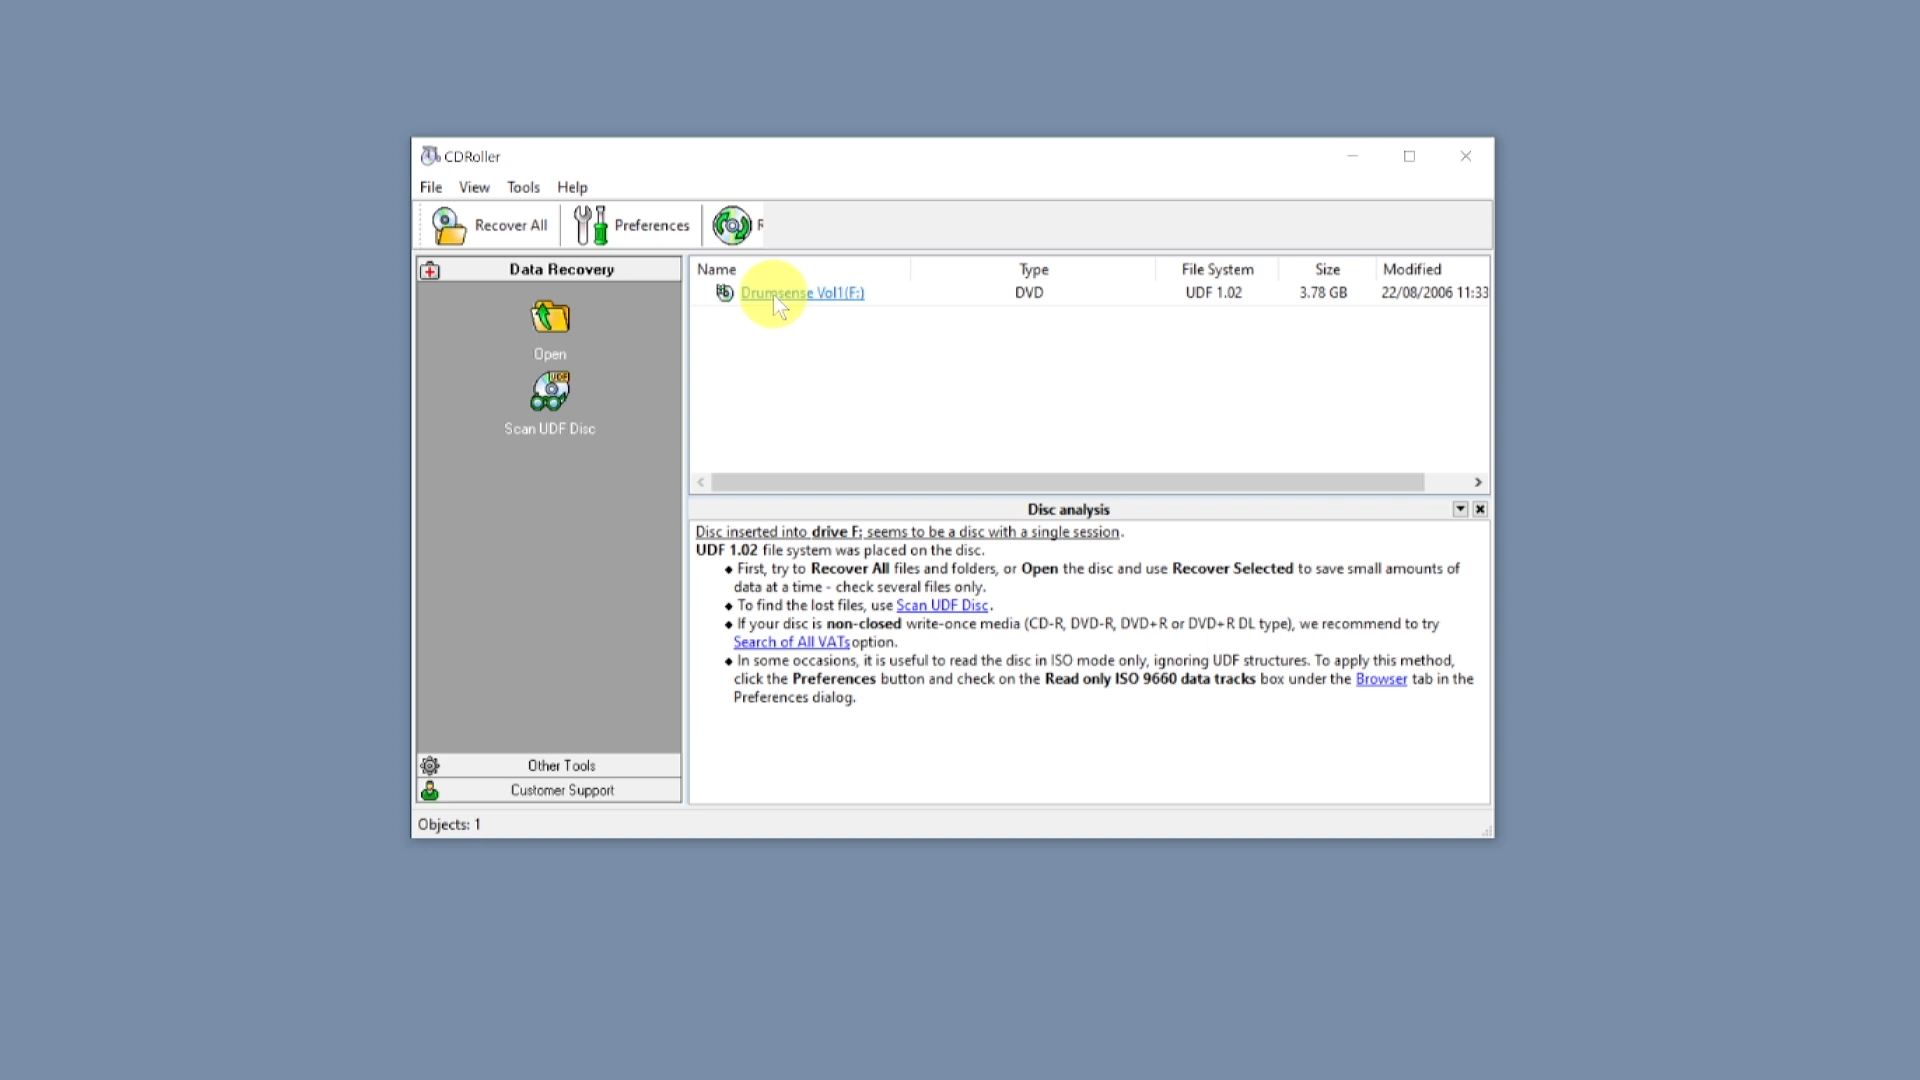 CDRoller
File View Tools Help
Recover All Preferences
Data Recovery
Open
Scan UDF Disc
Other Tools
Customer Support
Name Type File System Size Modified
Drumsense Vol1(F:) DVD UDF 1.02 3.78 GB 22/08/2006 11:33
Disc analysis
Disc inserted into drive F: seems to be a disc with a single session.
UDF 1.02 file system was placed on the disc.
♦ First, try to Recover All files and folders, or Open the disc and use Recover Selected to save small amounts of
data at a time - check several files only.
♦ To find the lost files, use Scan UDF Disc.
♦ If your disc is non-closed write-once media (CD-R, DVD-R, DVD+R or DVD+R DL type), we recommend to try
Search of All VATs option.
♦ In some occasions, it is useful to read the disc in ISO mode only, ignoring UDF structures. To apply this method,
click the Preferences button and check on the Read only ISO 9660 data tracks box under the Browser tab in the
Preferences dialog.
Objects: 1